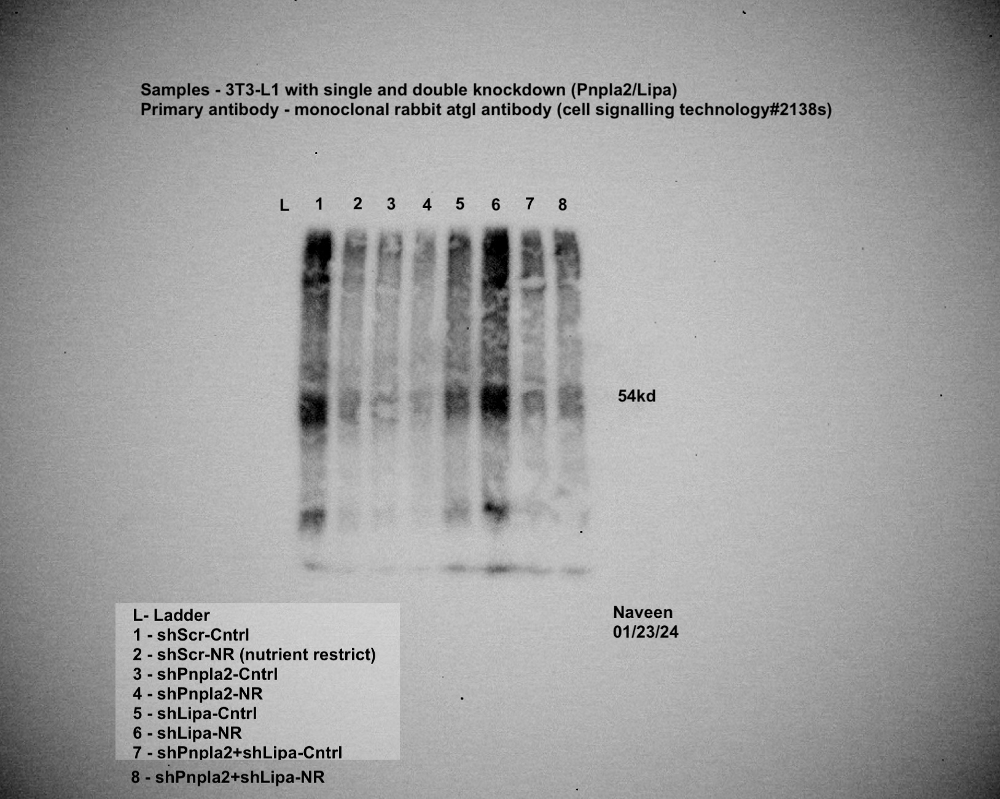 Samples - 3T3-L1 with single and double knockdown (Pnpla2/Lipa)
Primary antibody - monoclonal rabbit atgl antibody (cell signalling technology#2138s)
L 1 2 3 4 5 6 7 8
54kd
L- Ladder
1 - shScr-Cntrl
2 - shScr-NR (nutrient restrict)
3 - shPnpla2-Cntrl
4 - shPnpla2-NR
5 - shLipa-Cntrl
6 - shLipa-NR
7 - shPnpla2+shLipa-Cntrl
8 - shPnpla2+shLipa-NR
Naveen
01/23/24